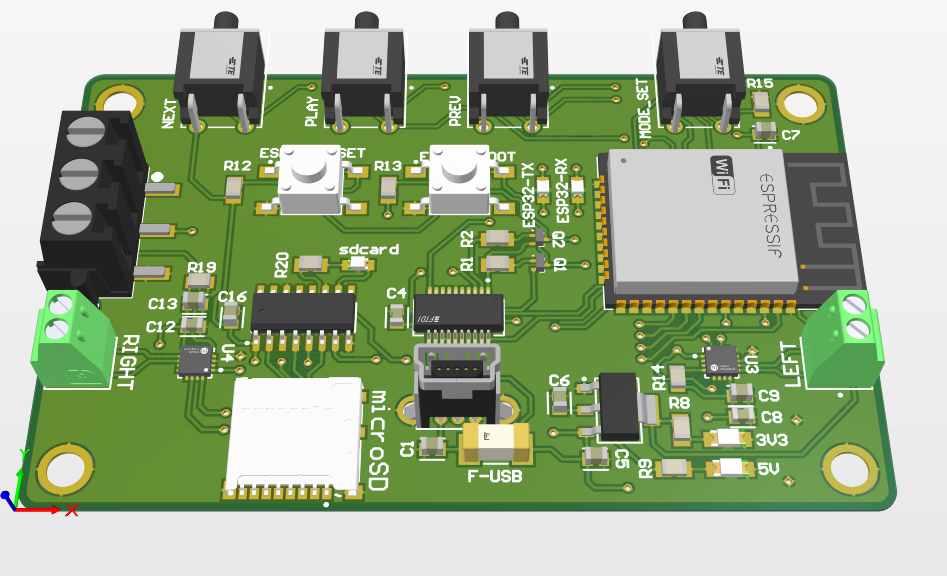 NEXT
PLAY
PREV
MODE_SET
R15
C7
R12
R13
ESP32-TX
ESP32-RX
WiFi
ESPRESSIF
R2
Q2
R1
Q1
sdcard
R20
R19
C13
C16
C12
C4
FTDI
RIGHT
U4
microSD
C1
F-USB
C6
C5
R14
U3
LEFT
R8
C9
C8
3V3
R9
5V
Y
X